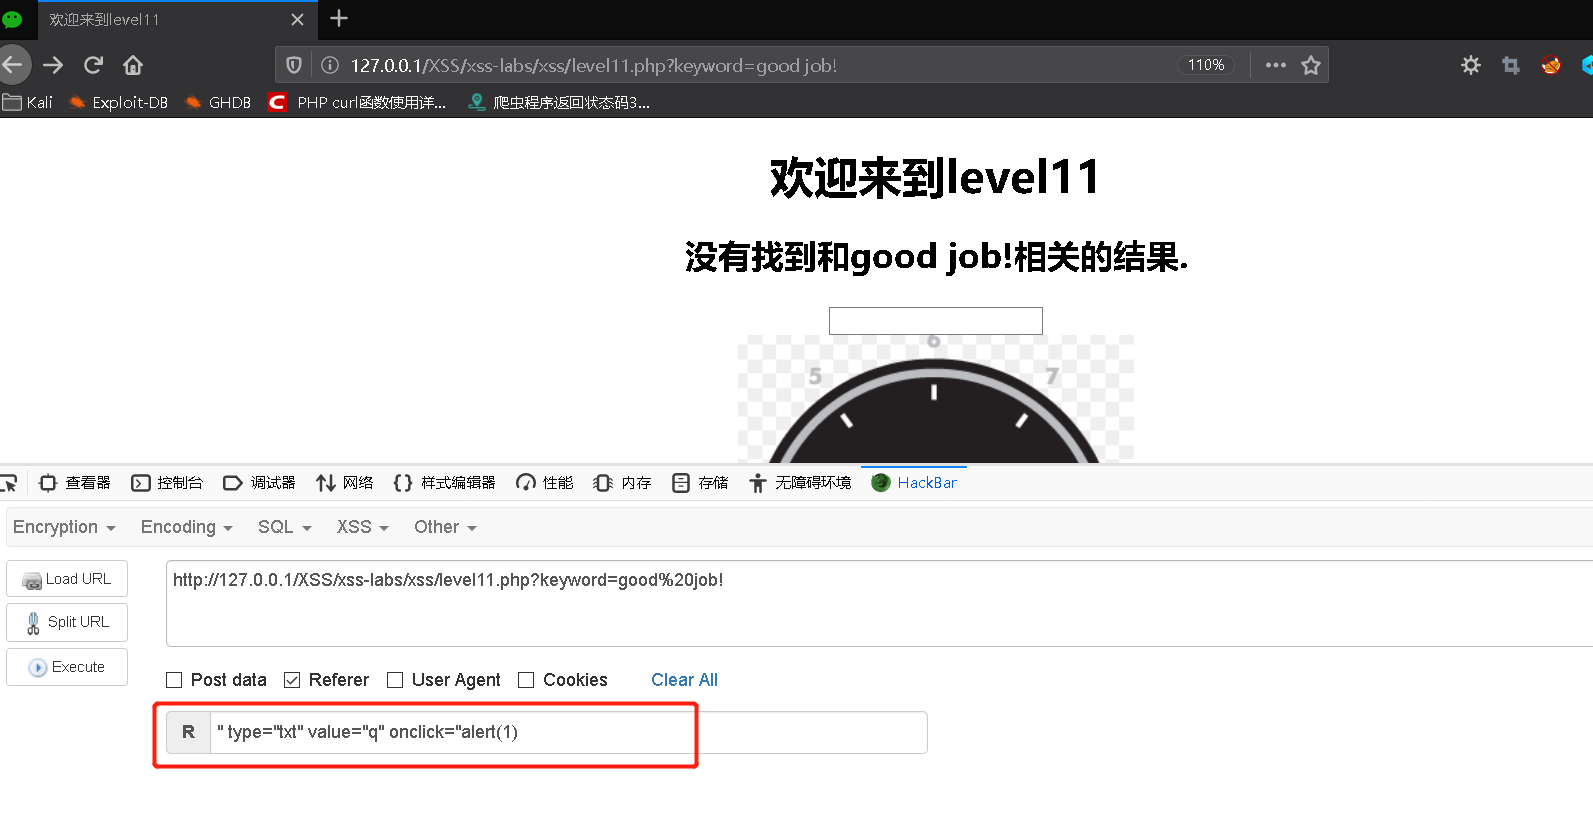 欢迎来到level11
127.0.0.1/XSS/xss-labs/xss/level11.php?keyword=good job!
110%
Kali Exploit-DB GHDB PHP curl函数使用详... 爬虫程序返回状态码3...
欢迎来到level11
没有找到和good job!相关的结果.
6
5 7
查看器 控制台 调试器 网络 样式编辑器 性能 内存 存储 无障碍环境 HackBar
Encryption Encoding SQL XSS Other
Load URL http://127.0.0.1/XSS/xss-labs/xss/level11.php?keyword=good%20job!
Split URL
Execute
Post data Referer User Agent Cookies Clear All
R " type="txt" value="q" onclick="alert(1)